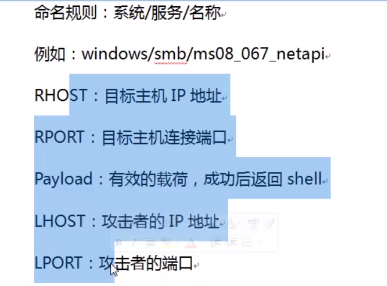 命名规则：系统/服务/名称
例如：windows/smb/ms08_067_netapi
RHOST：目标主机 IP 地址
RPORT：目标主机连接端口
Payload：有效的载荷，成功后返回 shell
LHOST：攻击者的 IP 地址
LPORT：攻击者的端口